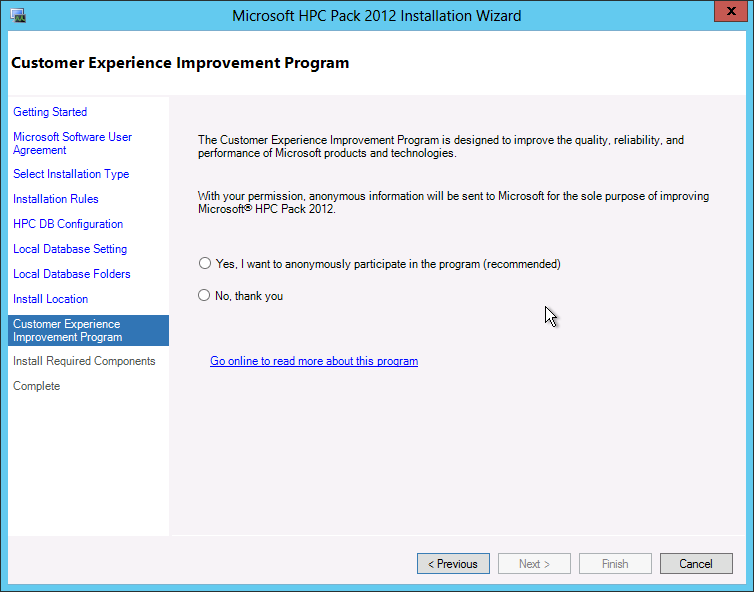 Microsoft HPC Pack 2012 Installation Wizard
x
Customer Experience Improvement Program
Getting Started
Microsoft Software User
Agreement
Select Installation Type
Installation Rules
HPC DB Configuration
Local Database Setting
Local Database Folders
Install Location
Customer Experience
Improvement Program
Install Required Components
Complete
The Customer Experience Improvement Program is designed to improve the quality, reliability, and
performance of Microsoft products and technologies.
With your permission, anonymous information will be sent to Microsoft for the sole purpose of improving
Microsoft® HPC Pack 2012.
Yes, I want to anonymously participate in the program (recommended)
No, thank you
Go online to read more about this program
< Previous
Next >
Finish
Cancel